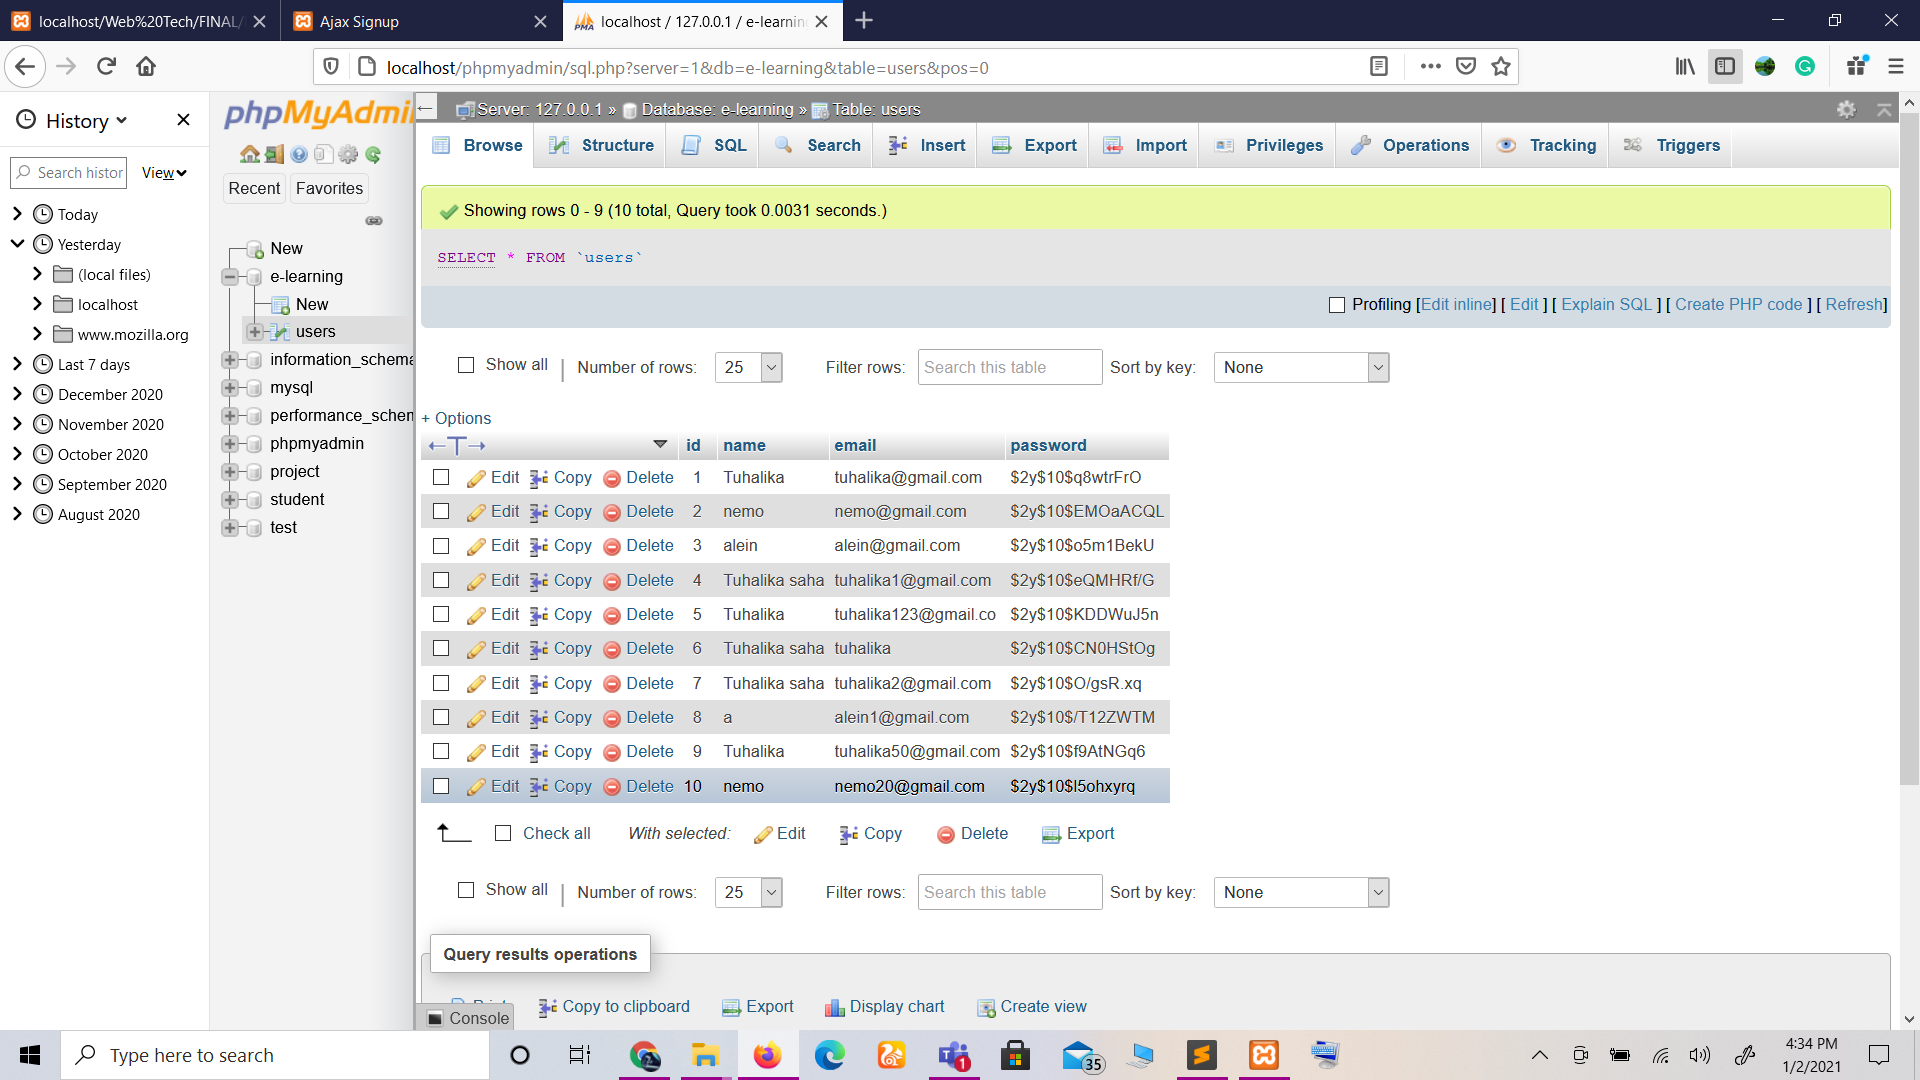 localhost/Web%20Tech/FINAL/
Ajax Signup
localhost / 127.0.0.1 / e-learning
localhost/phpmyadmin/sql.php?server=1&db=e-learning&table=users&pos=0
History
Search histor
View
Today
Yesterday
(local files)
localhost
www.mozilla.org
Last 7 days
December 2020
November 2020
October 2020
September 2020
August 2020
phpMyAdmin
Recent Favorites
New
e-learning
New
users
information_schema
mysql
performance_schem
phpmyadmin
project
student
test
Server: 127.0.0.1 » Database: e-learning » Table: users
Browse Structure SQL Search Insert Export Import Privileges Operations Tracking Triggers
Showing rows 0 - 9 (10 total, Query took 0.0031 seconds.)
SELECT * FROM `users`
Profiling [Edit inline] [ Edit ] [ Explain SQL ] [ Create PHP code ] [ Refresh]
Show all | Number of rows: 25 Filter rows: Search this table Sort by key: None
+ Options
←T→ id name email password
Edit Copy Delete 1 Tuhalika tuhalika@gmail.com $2y$10$q8wtrFrO
Edit Copy Delete 2 nemo nemo@gmail.com $2y$10$EMOaACQL
Edit Copy Delete 3 alein alein@gmail.com $2y$10$o5m1BekU
Edit Copy Delete 4 Tuhalika saha tuhalika1@gmail.com $2y$10$eQMHRf/G
Edit Copy Delete 5 Tuhalika tuhalika123@gmail.co $2y$10$KDDWuJ5n
Edit Copy Delete 6 Tuhalika saha tuhalika $2y$10$CN0HStOg
Edit Copy Delete 7 Tuhalika saha tuhalika2@gmail.com $2y$10$O/gsR.xq
Edit Copy Delete 8 a alein1@gmail.com $2y$10$/T12ZWTM
Edit Copy Delete 9 Tuhalika tuhalika50@gmail.com $2y$10$f9AtNGq6
Edit Copy Delete 10 nemo nemo20@gmail.com $2y$10$l5ohxyrq
Check all With selected: Edit Copy Delete Export
Show all | Number of rows: 25 Filter rows: Search this table Sort by key: None
Query results operations
Print Copy to clipboard Export Display chart Create view
Console
Type here to search
2
1
35
4:34 PM
1/2/2021